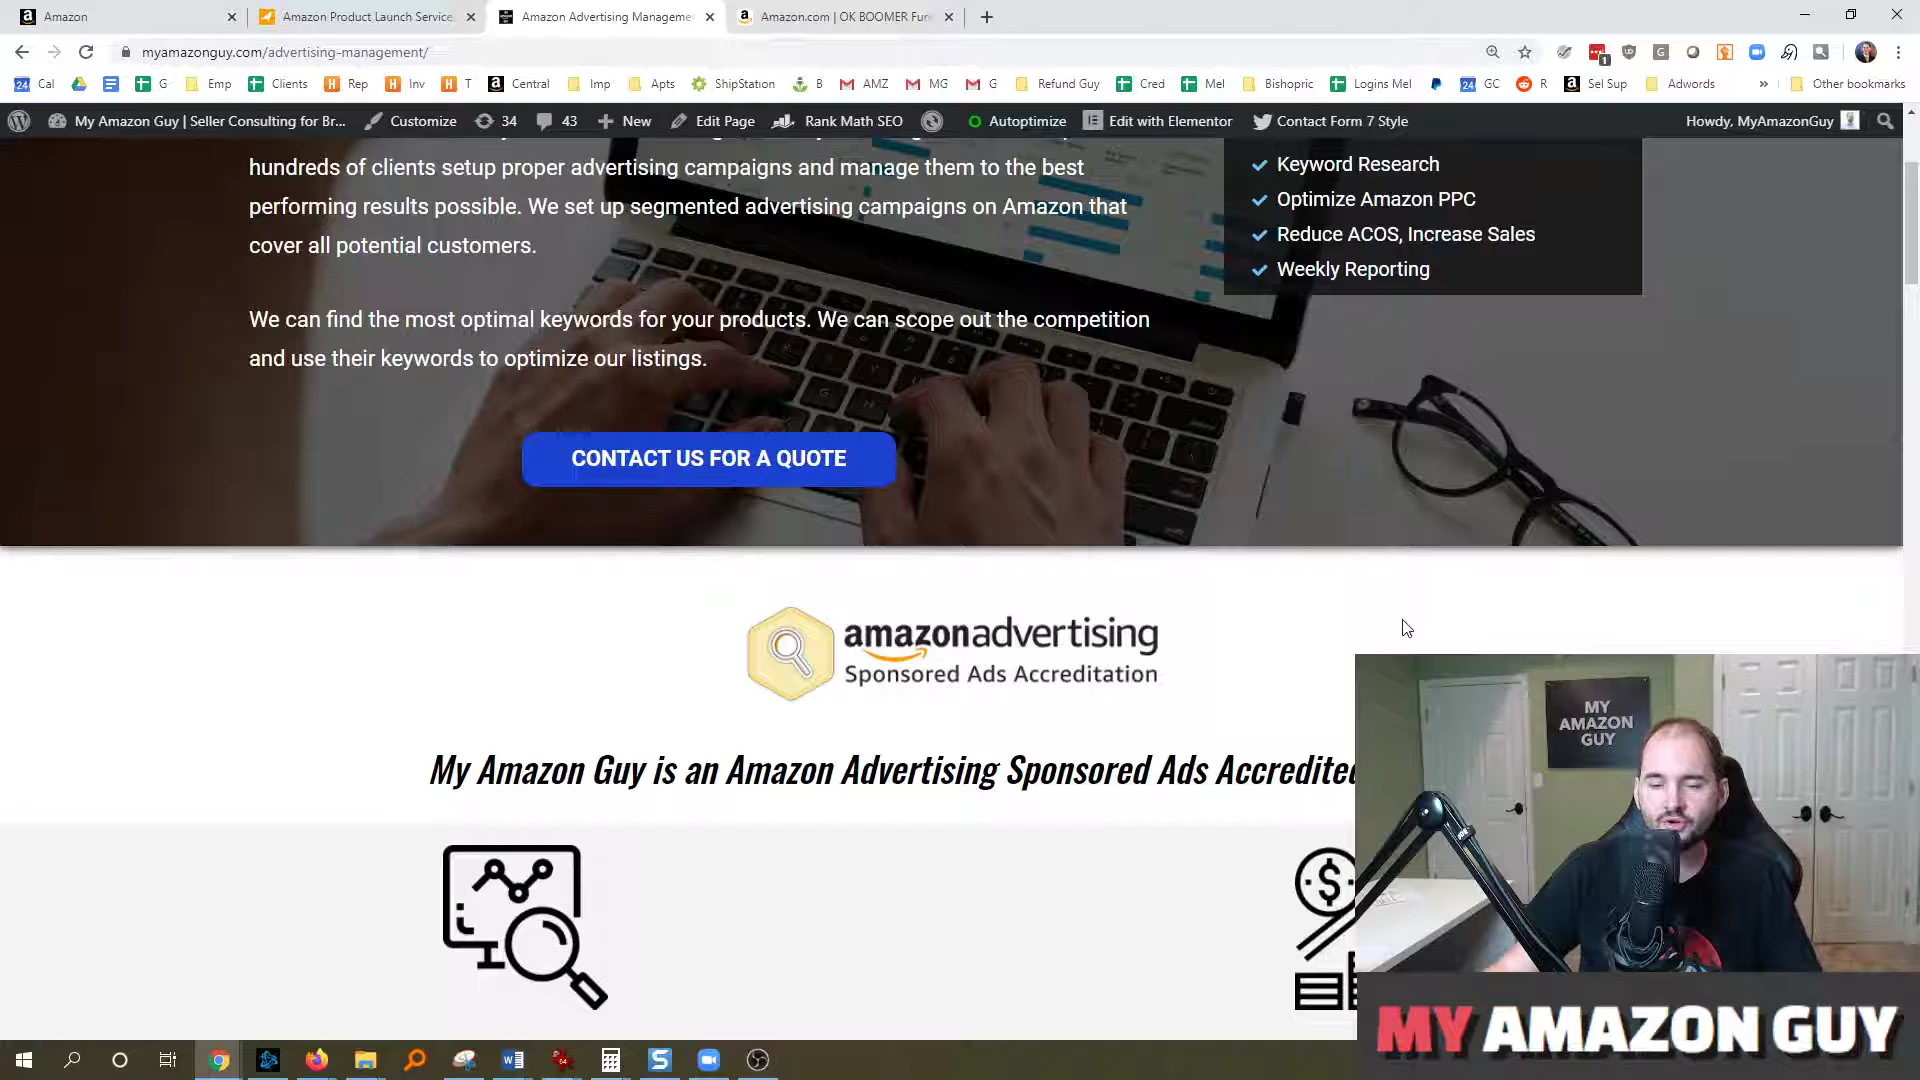 Amazon
Amazon Product Launch Service
Amazon Advertising Manageme
Amazon.com | OK BOOMER Fun
myamazonguy.com/advertising-management/
24 Cal
G
Emp
Clients
H Rep
H Inv
H T
Central
Imp
Apts
ShipStation
B
AMZ
MG
G
Refund Guy
Cred
Mel
Bishopric
Logins Mel
24 GC
R
Sel Sup
Adwords
»
Other bookmarks
My Amazon Guy | Seller Consulting for Br...
Customize
34
43
New
Edit Page
Rank Math SEO
Autoptimize
Edit with Elementor
Contact Form 7 Style
Howdy, MyAmazonGuy
hundreds of clients setup proper advertising campaigns and manage them to the best
performing results possible. We set up segmented advertising campaigns on Amazon that
cover all potential customers.
We can find the most optimal keywords for your products. We can scope out the competition
and use their keywords to optimize our listings.
CONTACT US FOR A QUOTE
Keyword Research
Optimize Amazon PPC
Reduce ACOS, Increase Sales
Weekly Reporting
amazonadvertising
Sponsored Ads Accreditation
My Amazon Guy is an Amazon Advertising Sponsored Ads Accredited
MY
AMAZON
GUY
MY AMAZON GUY